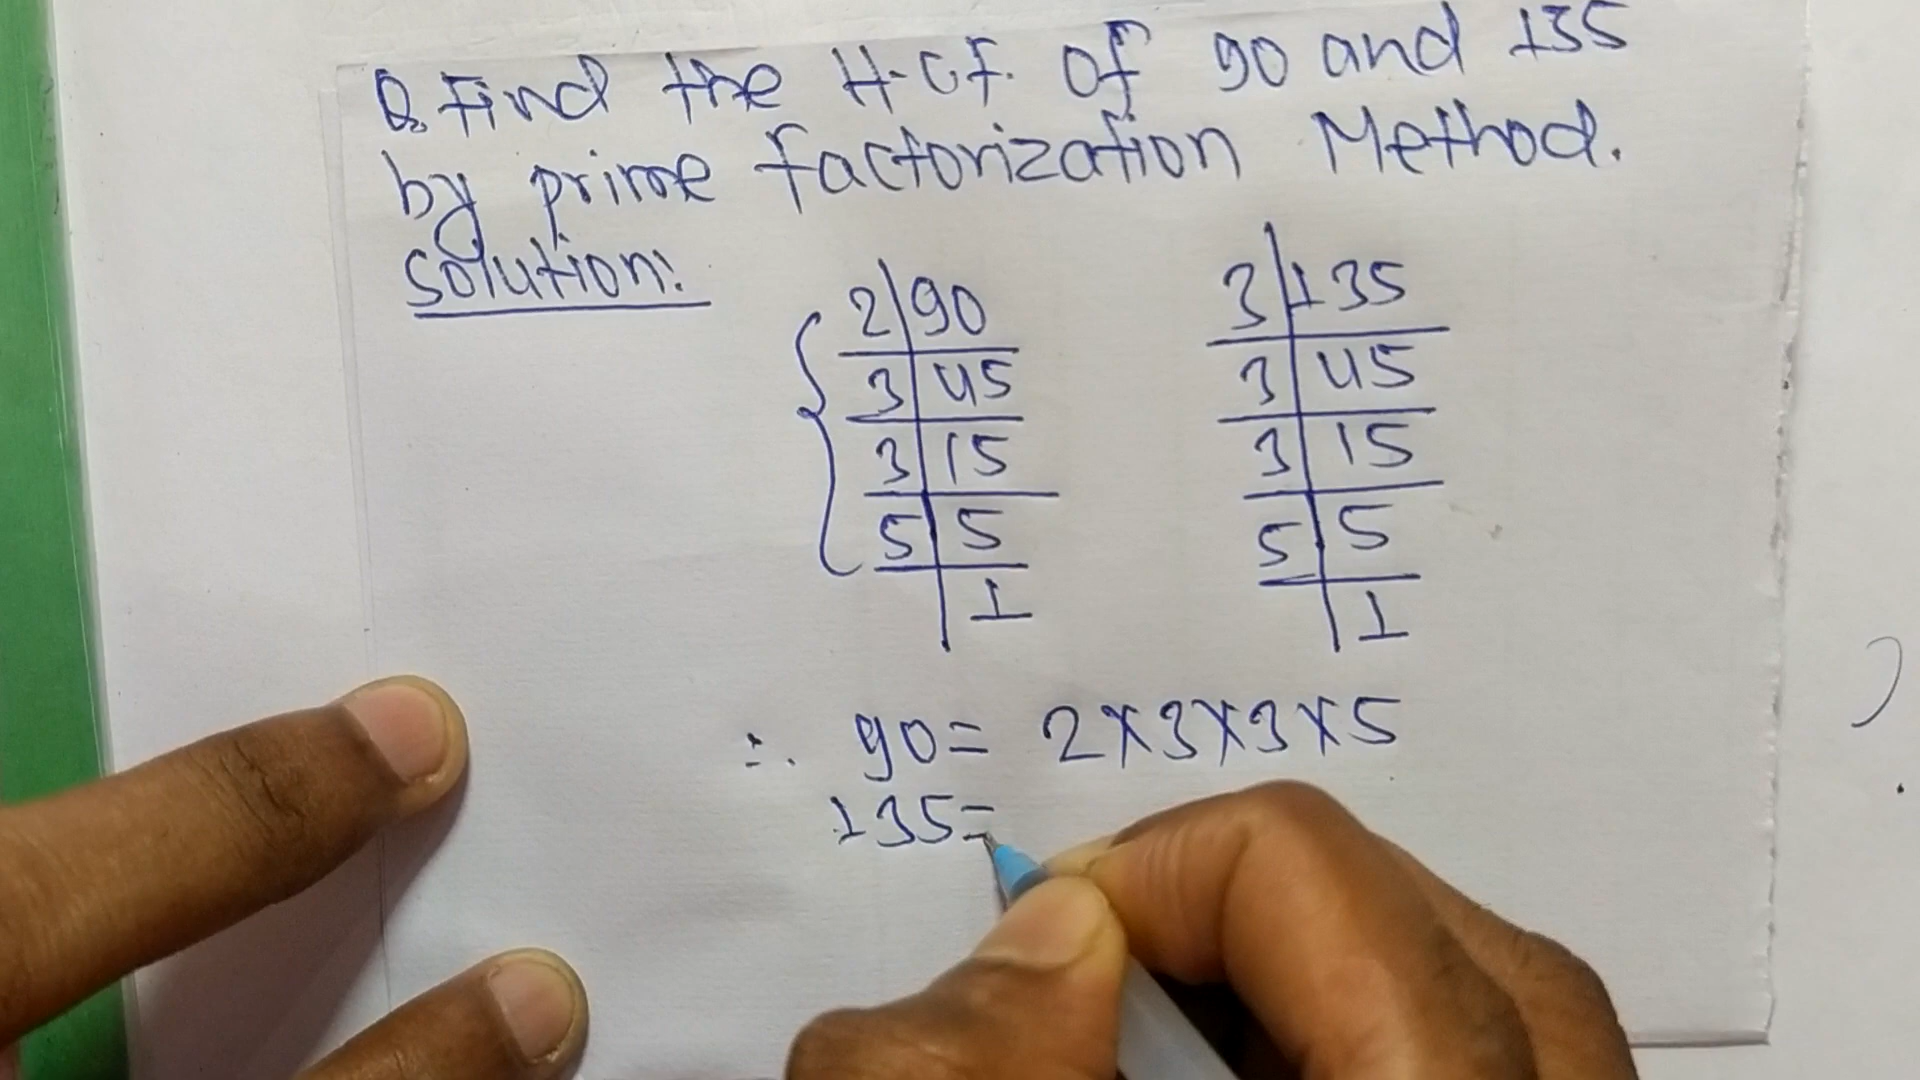 Q. Find the H.C.F. Of 90 and 135
by prime factorization Method.
solution:
2 90
3 45
3 15
5 5
1
3 135
3 45
3 15
5 5
1
∴ 90 = 2×3×3×5
135=